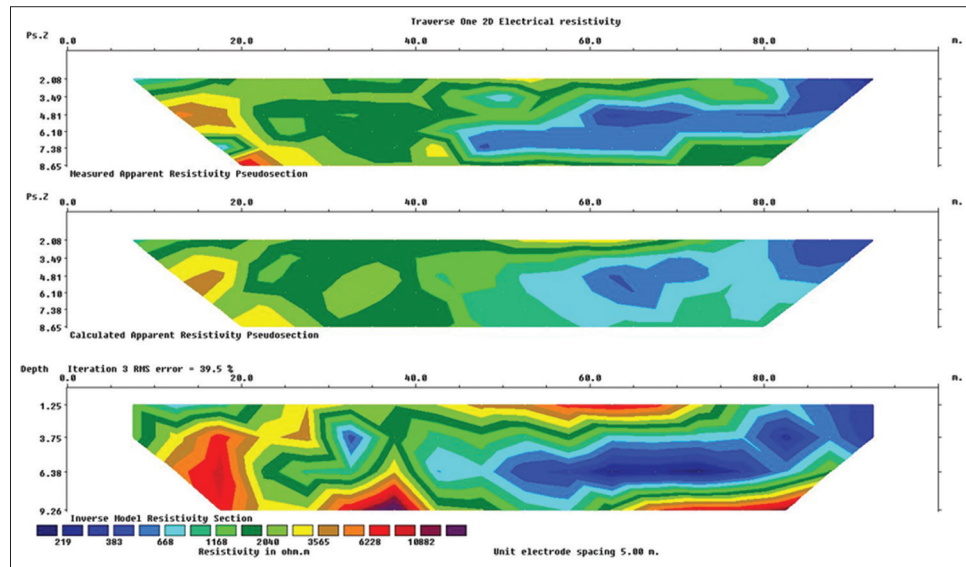 Traverse One 2D Electrical resistivity
Ps.Z 0.0 20.0 40.0 60.0 80.0 m.
2.08
3.49
4.81
6.10
7.38
8.65
Measured Apparent Resistivity Pseudosection
Ps.Z 0.0 20.0 40.0 60.0 80.0 m.
2.08
3.49
4.81
6.10
7.38
8.65
Calculated Apparent Resistivity Pseudosection
Depth Iteration 3 RMS error = 39.5 %
0.0 20.0 40.0 60.0 80.0 m.
1.25
3.75
6.38
9.26
Inverse Model Resistivity Section
219 383 668 1168 2040 3565 6228 10882
Resistivity in ohm.m Unit electrode spacing 5.00 m.